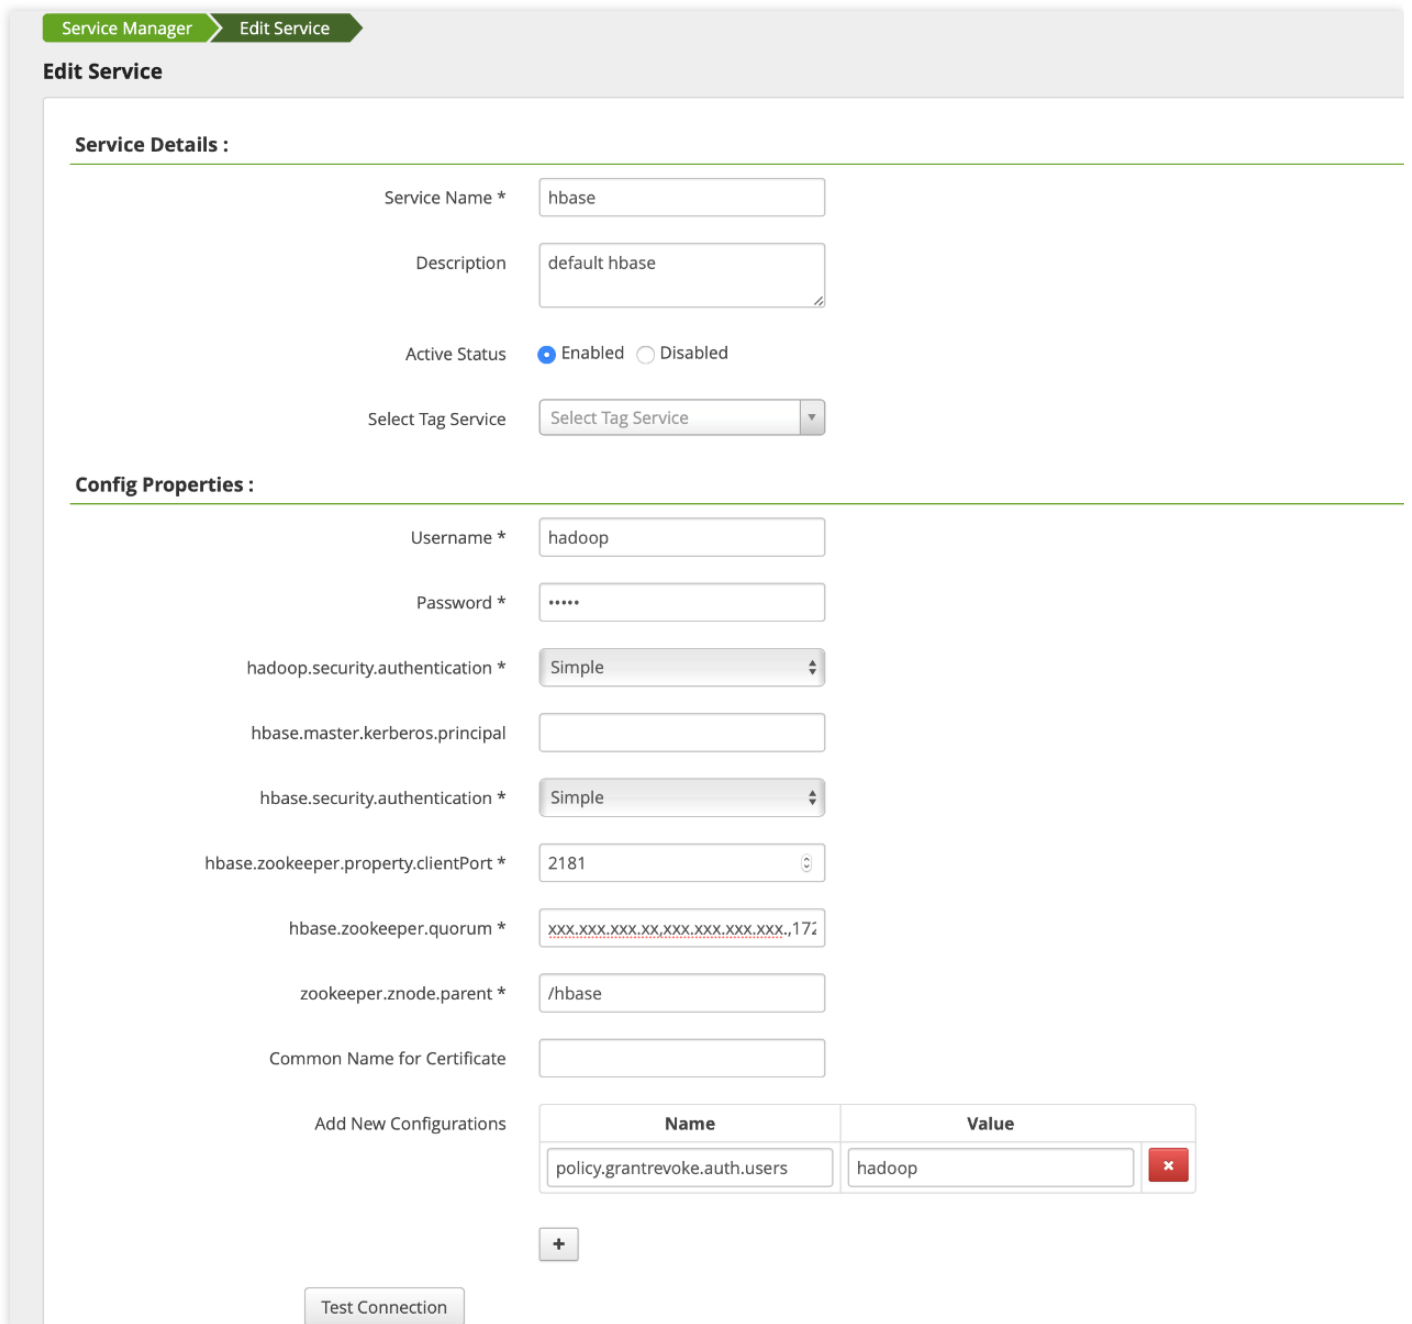 Service Manager Edit Service
Edit Service
Service Details :
Service Name * hbase
Description default hbase
Active Status Enabled Disabled
Select Tag Service Select Tag Service
Config Properties :
Username * hadoop
Password * •••••
hadoop.security.authentication * Simple
hbase.master.kerberos.principal
hbase.security.authentication * Simple
hbase.zookeeper.property.clientPort * 2181
hbase.zookeeper.quorum * xxx.xxx.xxx.xx,xxx.xxx.xxx.xxx.,172
zookeeper.znode.parent * /hbase
Common Name for Certificate
Add New Configurations Name Value
policy.grantrevoke.auth.users hadoop
+
Test Connection